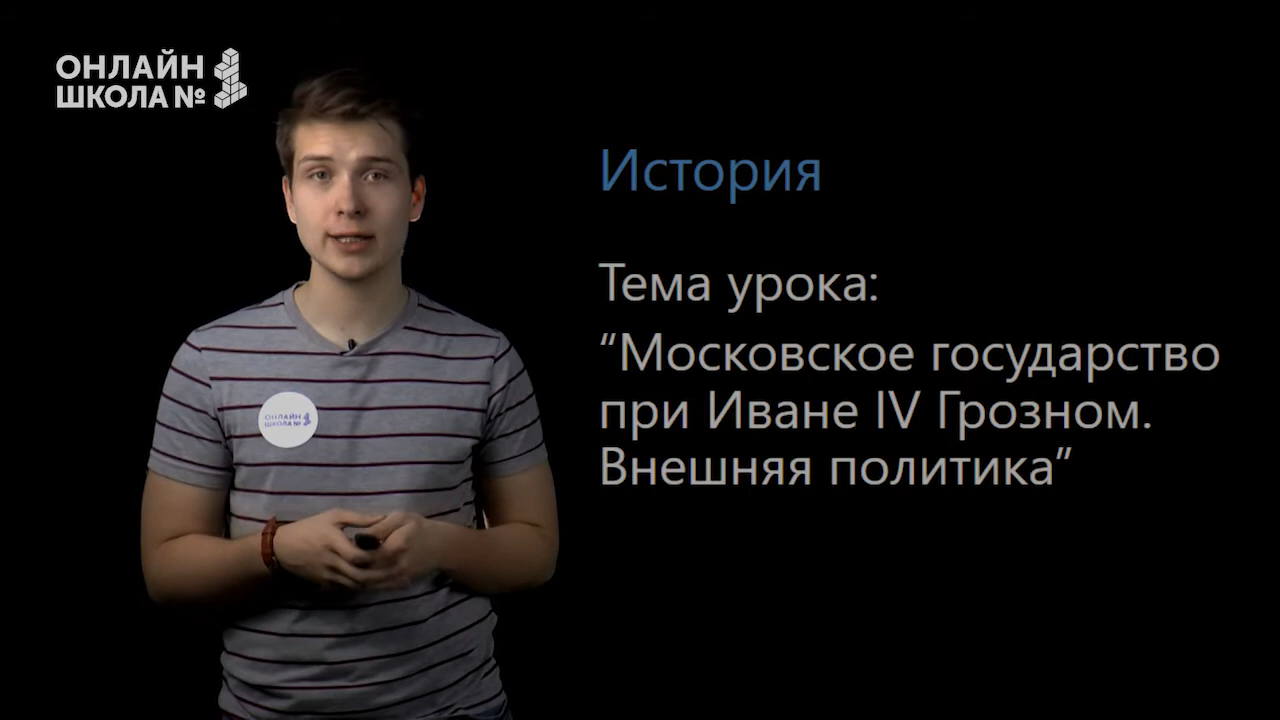 ОНЛАЙН
ШКОЛА №
История
Тема урока:
“Московское государство
при Иване IV Грозном.
Внешняя политика”
ОНЛАЙН
ШКОЛА №